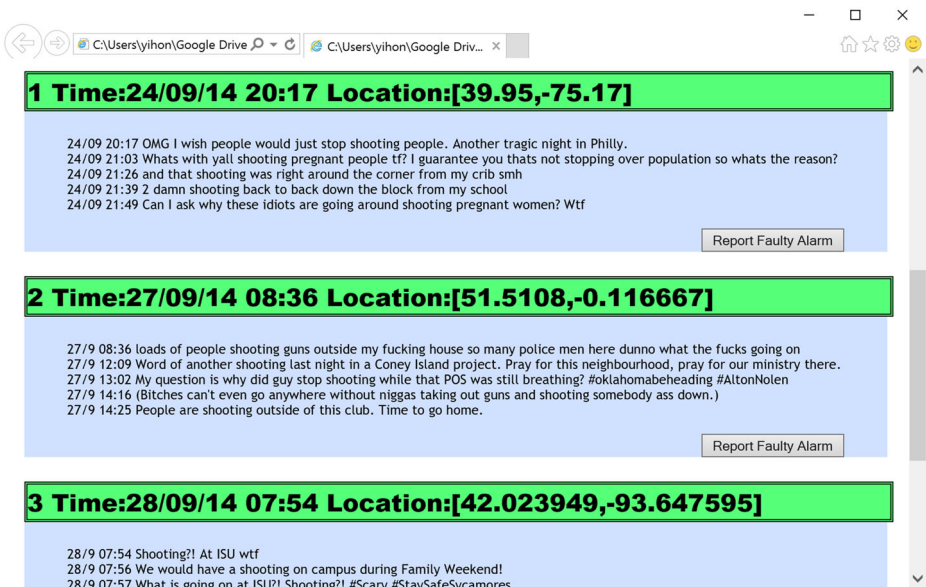 C:\Users\yihon\Google Drive
C:\Users\yihon\Google Driv...
1 Time:24/09/14 20:17 Location:[39.95,-75.17]
24/09 20:17 OMG I wish people would just stop shooting people. Another tragic night in Philly.
24/09 21:03 Whats with yall shooting pregnant people tf? I guarantee you thats not stopping over population so whats the reason?
24/09 21:26 and that shooting was right around the corner from my crib smh
24/09 21:39 2 damn shooting back to back down the block from my school
24/09 21:49 Can I ask why these idiots are going around shooting pregnant women? Wtf
Report Faulty Alarm
2 Time:27/09/14 08:36 Location:[51.5108,-0.116667]
27/9 08:36 loads of people shooting guns outside my fucking house so many police men here dunno what the fucks going on
27/9 12:09 Word of another shooting last night in a Coney Island project. Pray for this neighbourhood, pray for our ministry there.
27/9 13:02 My question is why did guy stop shooting while that POS was still breathing? #oklahomabeheading #AltonNolen
27/9 14:16 (Bitches can't even go anywhere without niggas taking out guns and shooting somebody ass down.)
27/9 14:25 People are shooting outside of this club. Time to go home.
Report Faulty Alarm
3 Time:28/09/14 07:54 Location:[42.023949,-93.647595]
28/9 07:54 Shooting?! At ISU wtf
28/9 07:56 We would have a shooting on campus during Family Weekend!
28/9 07:57 What is going on at ISU?! Shooting?! #Scary #StaySafeSycamores